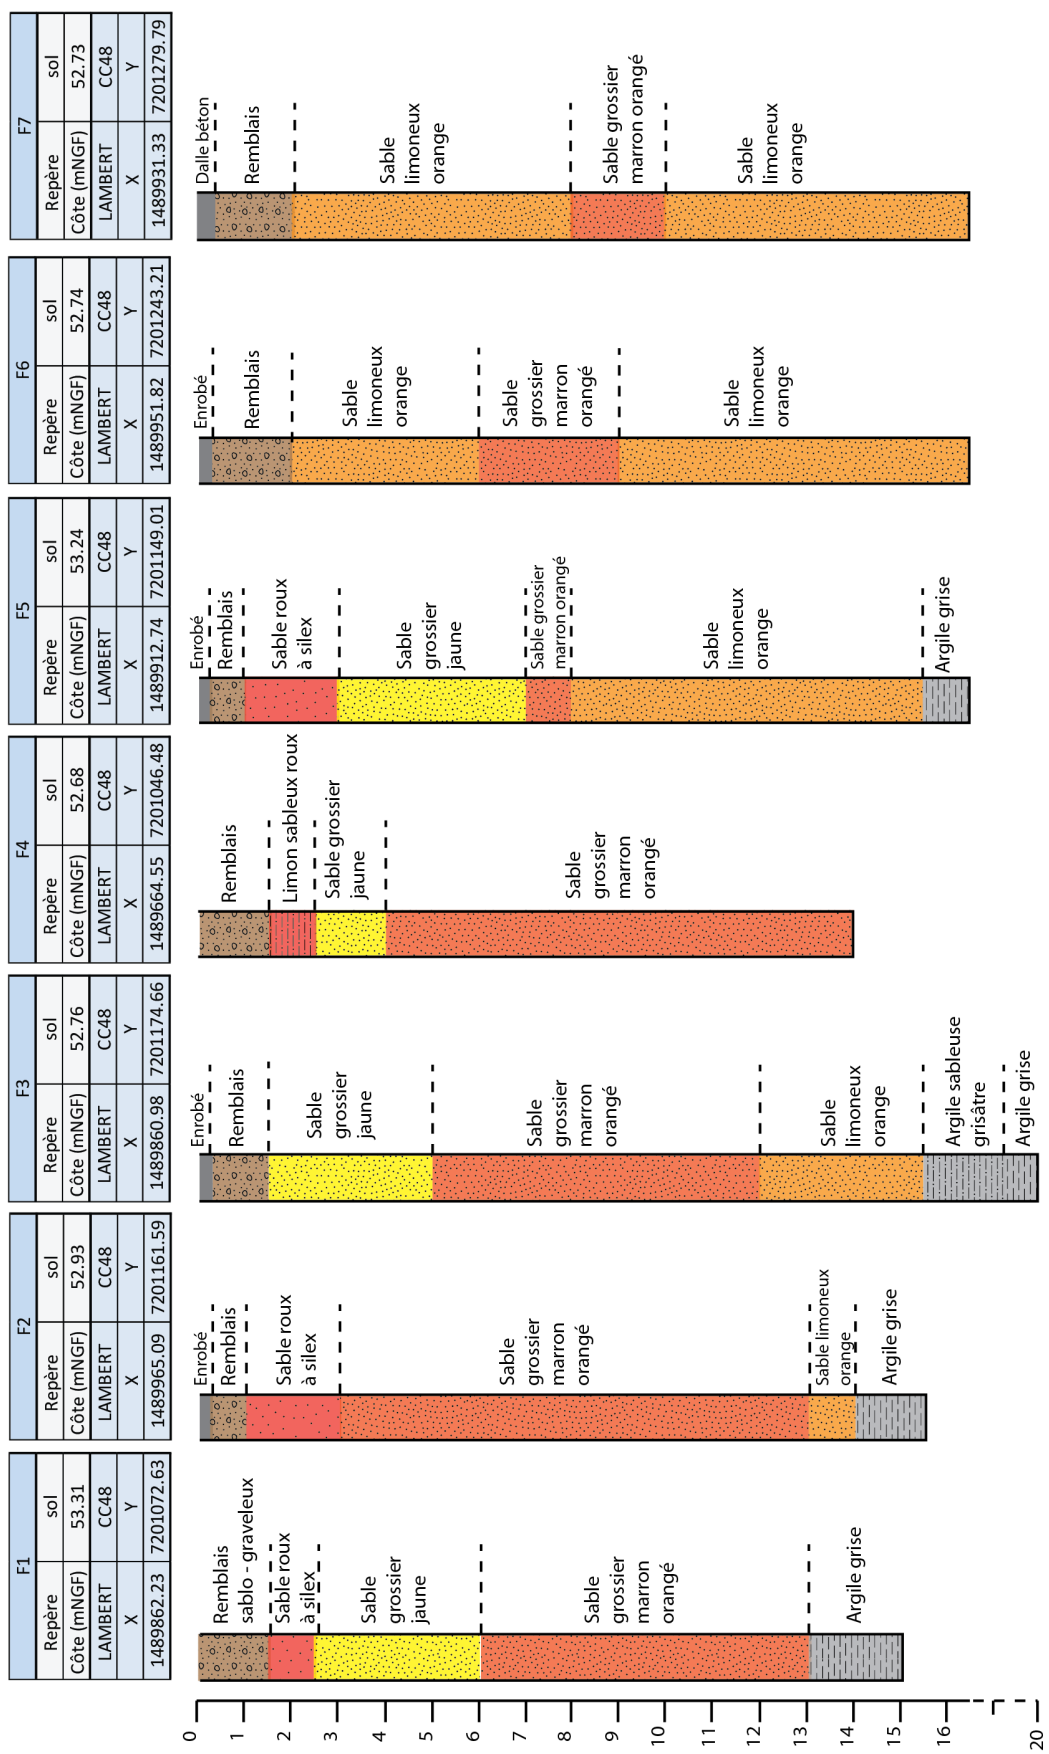 F1
Repère sol
Côte (mNGF) 53.31
LAMBERT CC48
X Y
1489862.23 7201072.63
Remblais
sablo - graveleux
Sable roux
à silex
Sable
grossier
jaune
Sable
grossier
marron
orangé
Argile grise
F2
Repère sol
Côte (mNGF) 52.93
LAMBERT CC48
X Y
1489965.09 7201161.59
Enrobé
Remblais
Sable roux
à silex
Sable
grossier
marron
orangé
Sable limoneux
orange
Argile grise
F3
Repère sol
Côte (mNGF) 52.76
LAMBERT CC48
X Y
1489860.98 7201174.66
Enrobé
Remblais
Sable
grossier
jaune
Sable
grossier
marron
orangé
Sable
limoneux
orange
Argile sableuse
grisâtre
Argile grise
F4
Repère sol
Côte (mNGF) 52.68
LAMBERT CC48
X Y
1489664.55 7201046.48
Remblais
Limon sableux roux
Sable grossier
jaune
Sable
grossier
marron
orangé
F5
Repère sol
Côte (mNGF) 53.24
LAMBERT CC48
X Y
1489912.74 7201149.01
Enrobé
Remblais
Sable roux
à silex
Sable
grossier
jaune
Sable grossier
marron orangé
Sable
limoneux
orange
Argile grise
F6
Repère sol
Côte (mNGF) 52.74
LAMBERT CC48
X Y
1489951.82 7201243.21
Enrobé
Remblais
Sable
limoneux
orange
Sable
grossier
marron
orangé
Sable
limoneux
orange
F7
Repère sol
Côte (mNGF) 52.73
LAMBERT CC48
X Y
1489931.33 7201279.79
Dalle béton
Remblais
Sable
limoneux
orange
Sable grossier
marron orangé
Sable
limoneux
orange
0
1
2
3
4
5
6
7
8
9
10
11
12
13
14
15
16
20